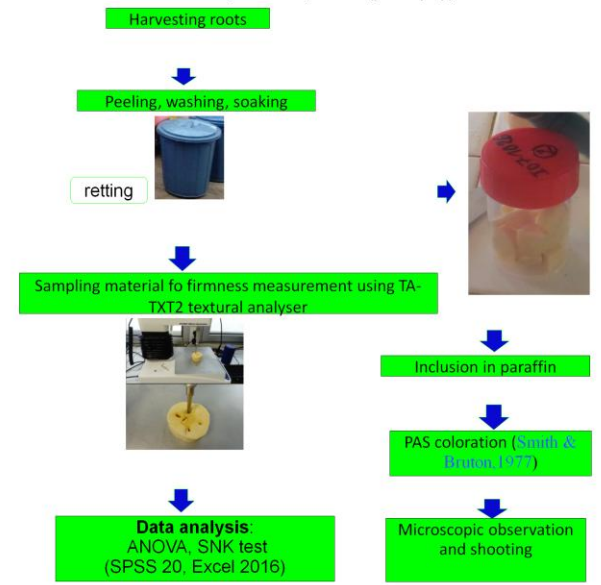 Harvesting roots
Peeling, washing, soaking
retting
Sampling material fo firmness measurement using TA-
TXT2 textural analyser
Data analysis:
ANOVA, SNK test
(SPSS 20, Excel 2016)
Inclusion in paraffin
PAS coloration (Smith &
Bruton,1977)
Microscopic observation
and shooting